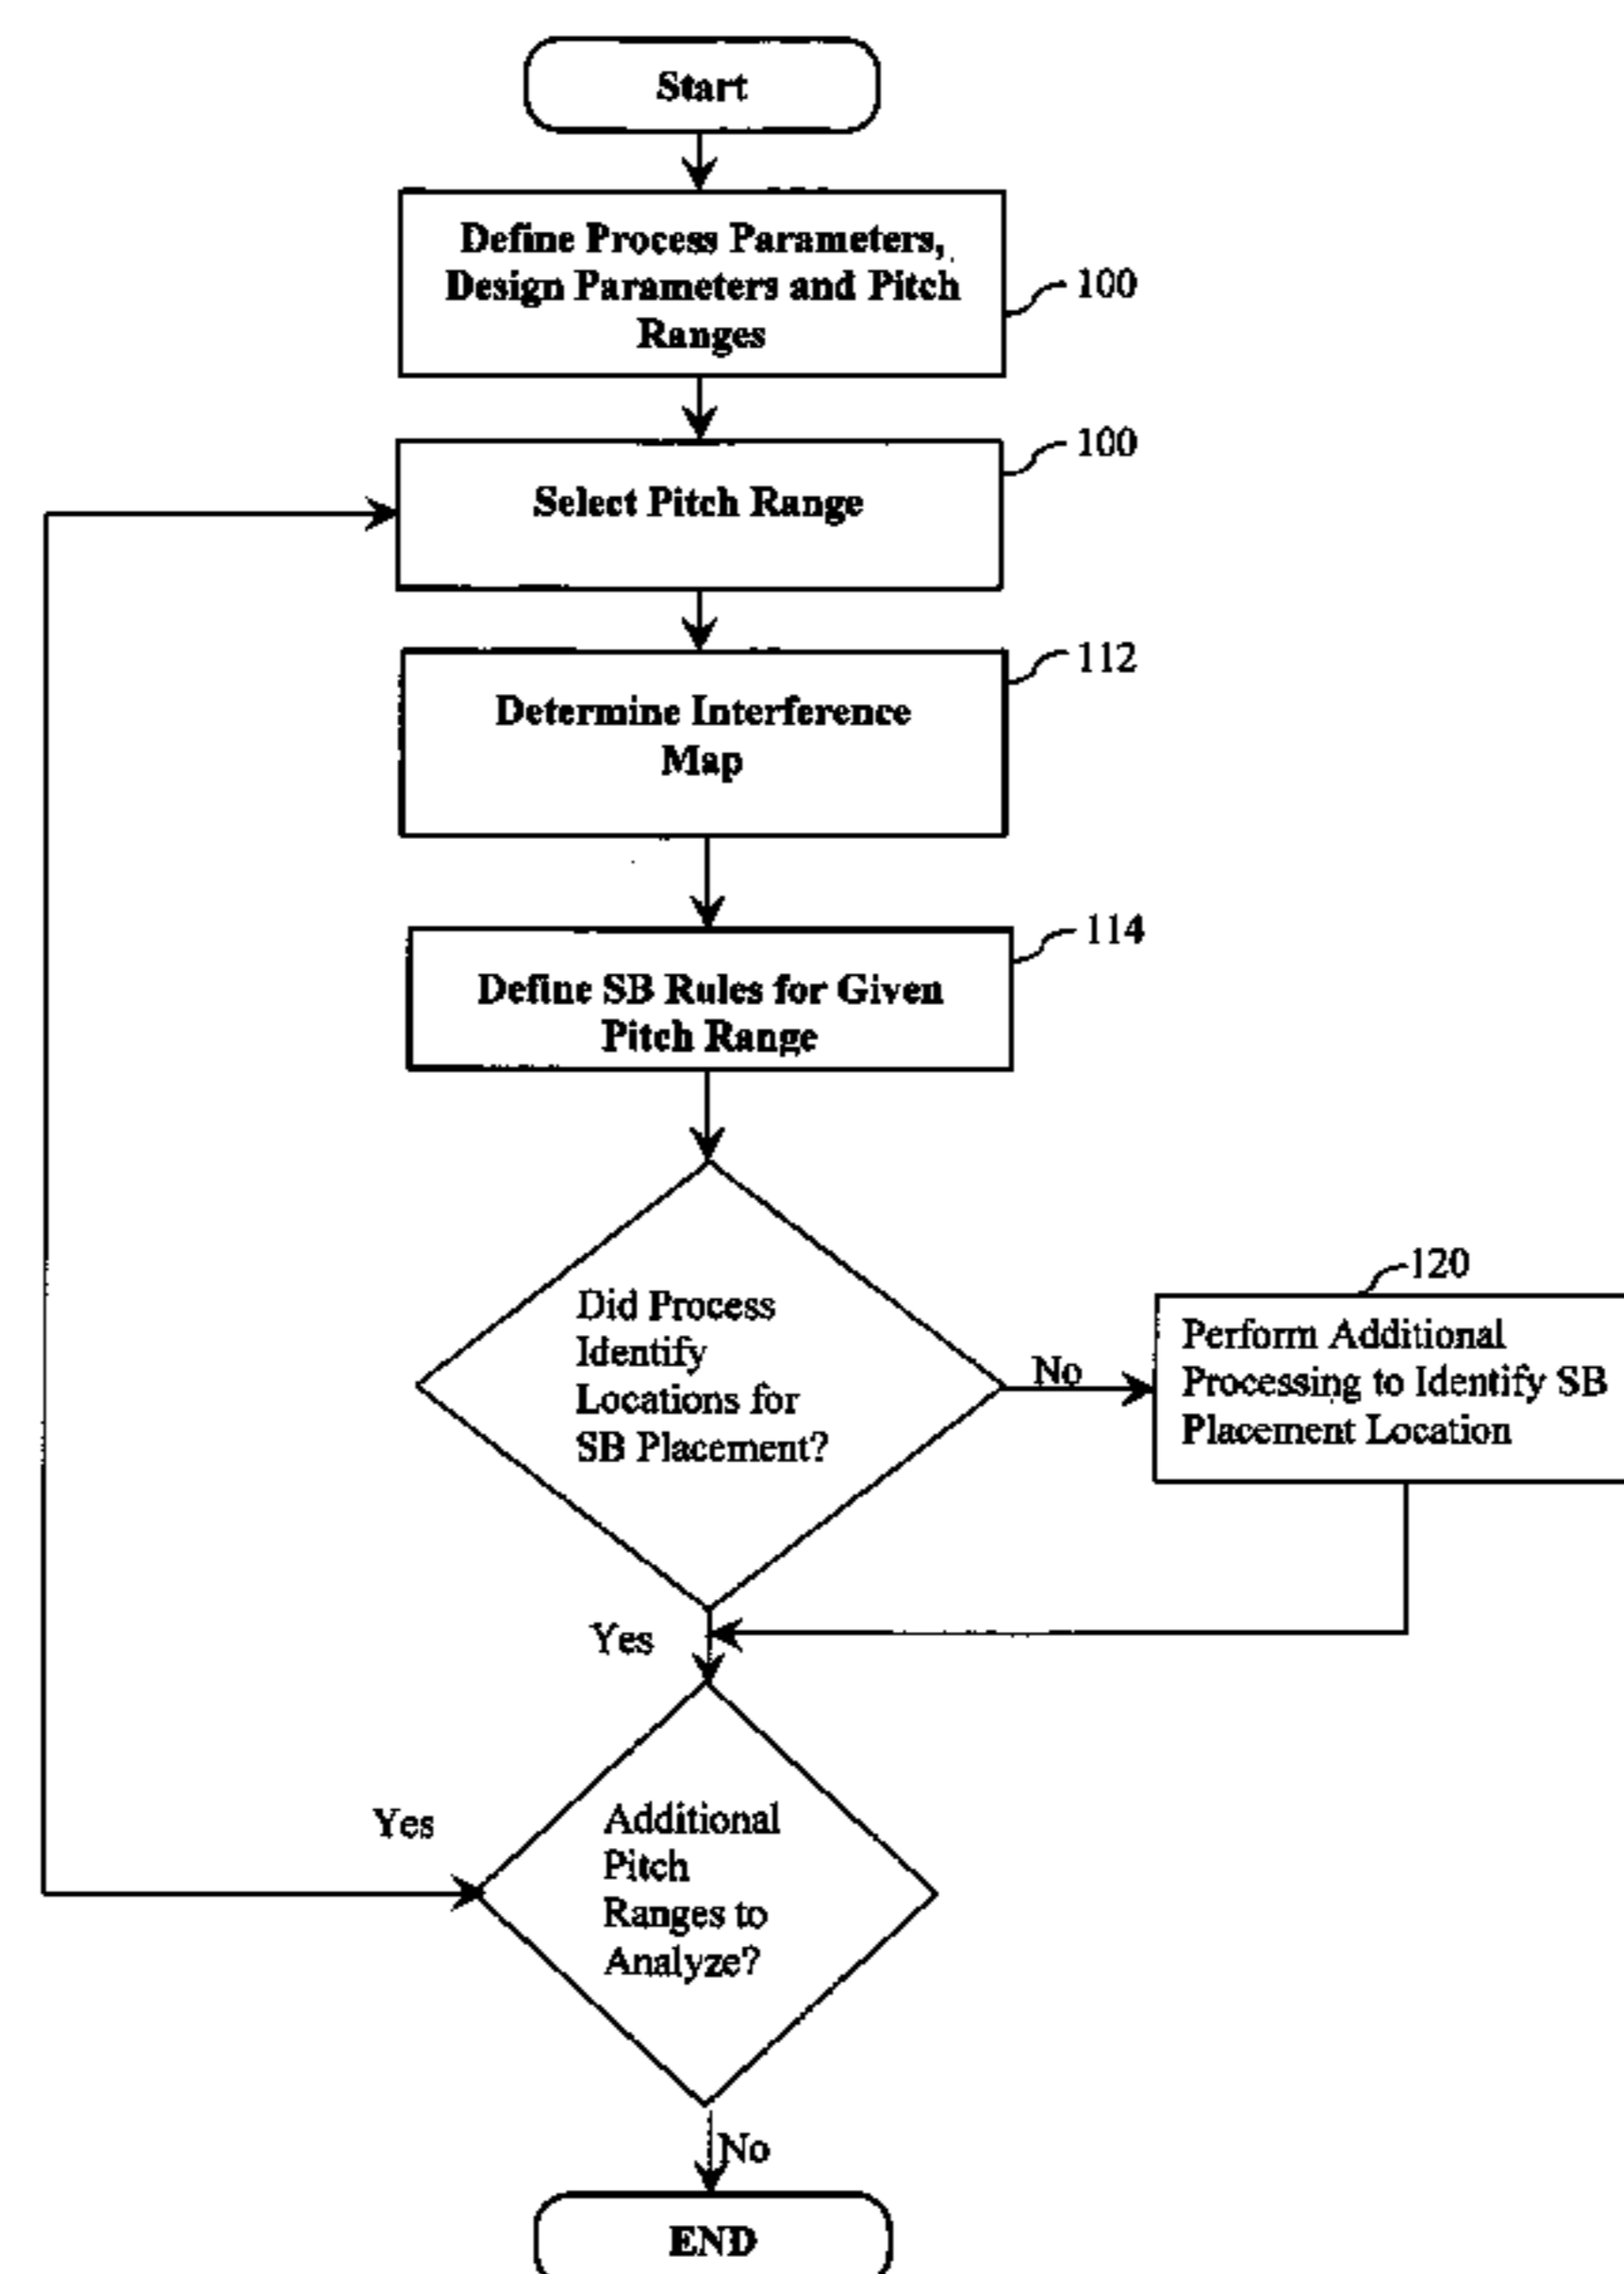 Start
Define Process Parameters,
Design Parameters and Pitch
Ranges
100
100
Select Pitch Range
112
Determine Interference
Map
114
Define SB Rules for Given
Pitch Range
Did Process
Identify
Locations for
SB Placement?
No
120
Perform Additional
Processing to Identify SB
Placement Location
Yes
Yes
Additional
Pitch
Ranges to
Analyze?
No
END